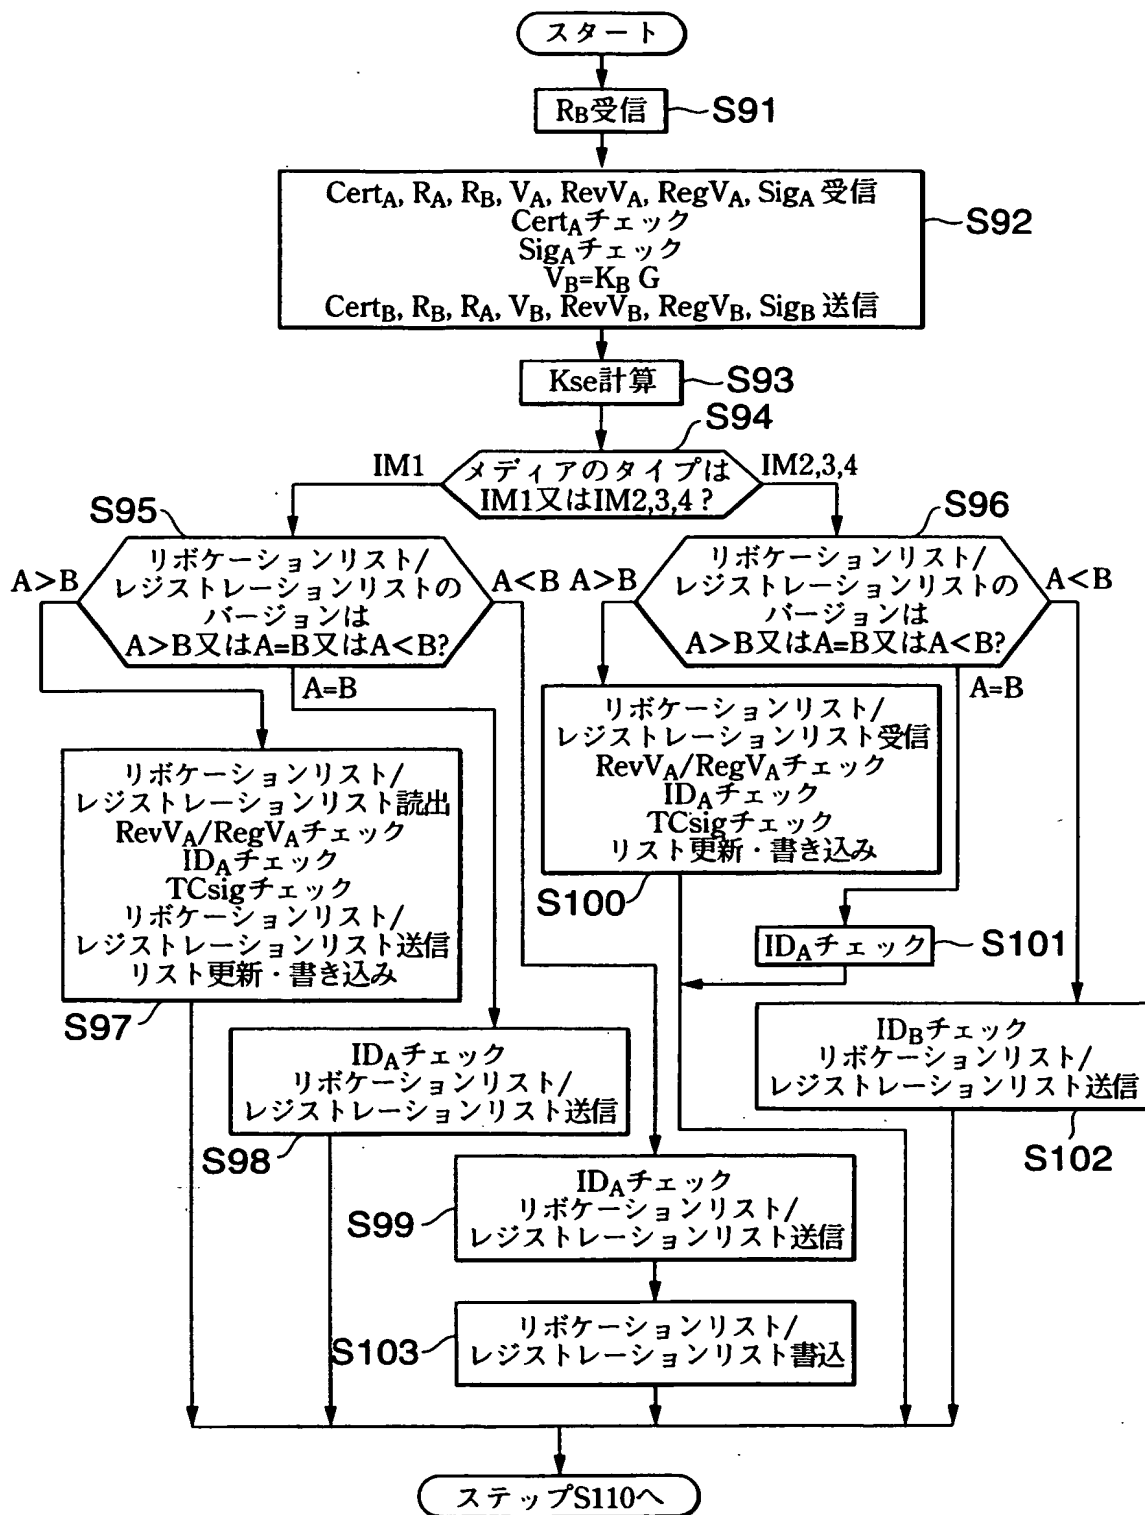 スタート
RB受信
S91
CertA, RA, RB, VA, RevVA, RegVA, SigA 受信
CertAチェック
SigAチェック
VB=KB G
CertB, RB, RA, VB, RevVB, RegVB, SigB 送信
S92
Kse計算
S93
S94
メディアのタイプは
IM1又はIM2,3,4 ?
IM1
IM2,3,4
S95
リボケーションリスト/
レジストレーションリストの
バージョンは
A>B又はA=B又はA<B?
A>B
A<B
A=B
S96
リボケーションリスト/
レジストレーションリストの
バージョンは
A>B又はA=B又はA<B?
A>B
A<B
A=B
リボケーションリスト/
レジストレーションリスト読出
RevVA/RegVAチェック
IDAチェック
TCsigチェック
リボケーションリスト/
レジストレーションリスト送信
リスト更新・書き込み
S97
リボケーションリスト/
レジストレーションリスト受信
RevVA/RegVAチェック
IDAチェック
TCsigチェック
リスト更新・書き込み
S100
IDAチェック
S101
IDAチェック
リボケーションリスト/
レジストレーションリスト送信
S98
IDBチェック
リボケーションリスト/
レジストレーションリスト送信
S102
IDAチェック
リボケーションリスト/
レジストレーションリスト送信
S99
リボケーションリスト/
レジストレーションリスト書込
S103
ステップS110へ